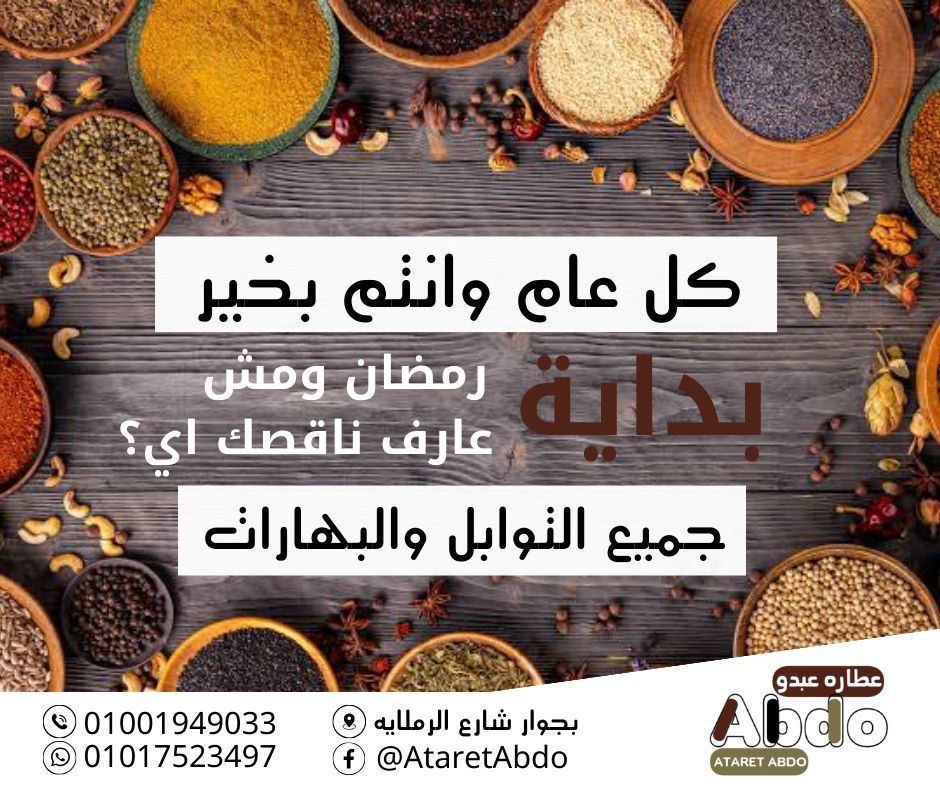 كل عام وانتم بخير
بداية
رمضان ومش
عارف ناقصك اي؟
جميع التوابل والبهارات
عطاره عبدو
Abdo
ATARET ABDO
بجوار شارع الرملايه
@AtaretAbdo
01001949033
01017523497